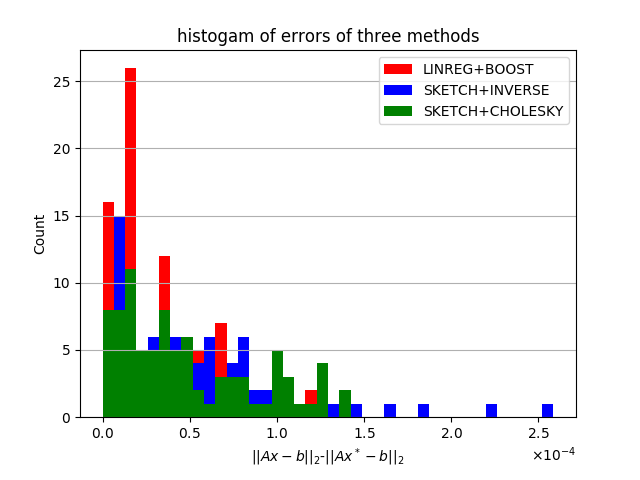 histogam of errors of three methods
LINREG+BOOST
SKETCH+INVERSE
SKETCH+CHOLESKY
Count
25
20
15
10
5
0
0.0 0.5 1.0 1.5 2.0 2.5
×10⁻⁴
||Ax − b||₂-||Ax* − b||₂